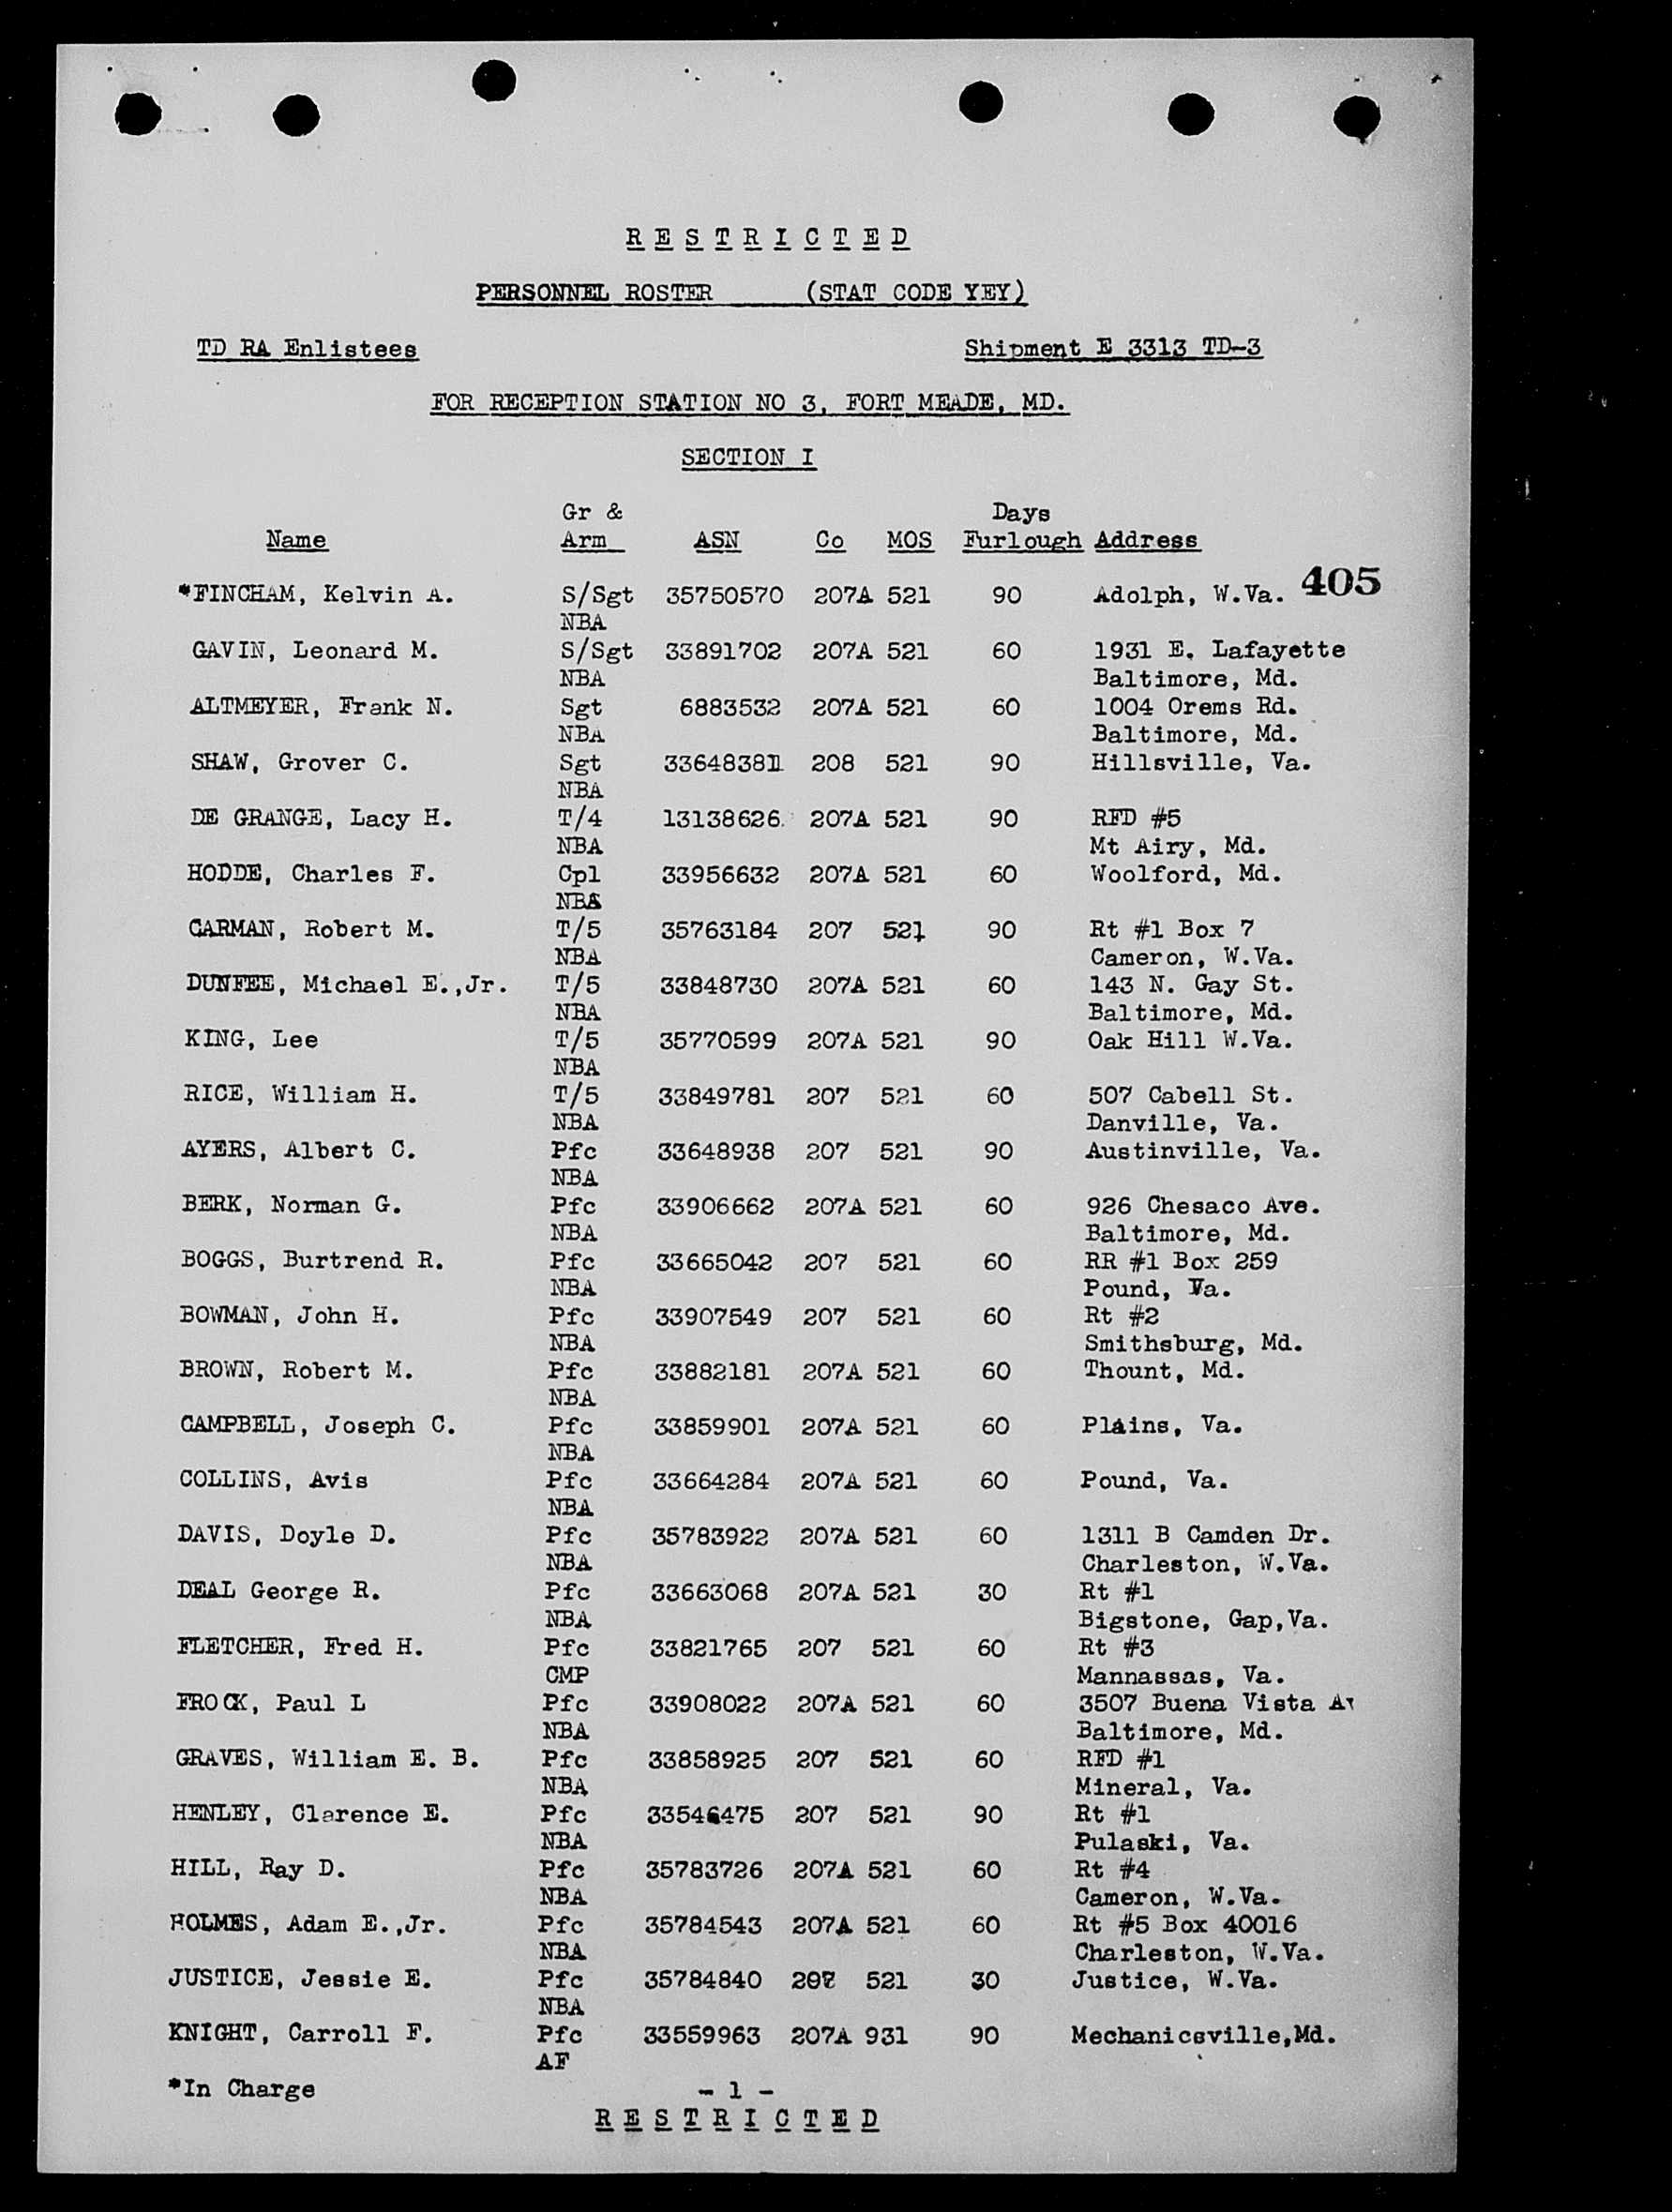 R E S T R I C T E D
PERSONNEL ROSTER (STAT CODE YEY)
TD RA Enlistees Shipment E 3313 TD-3
FOR RECEPTION STATION NO 3, FORT MEADE, MD.
SECTION I
Gr & Days
Name Arm ASN Co MOS Furlough Address
405
*FINCHAM, Kelvin A. S/Sgt 35750570 207A 521 90 Adolph, W.Va.
NBA
GAVIN, Leonard M. S/Sgt 33891702 207A 521 60 1931 E. Lafayette
NBA Baltimore, Md.
ALTMEYER, Frank N. Sgt 6883532 207A 521 60 1004 Orems Rd.
NBA Baltimore, Md.
SHAW, Grover C. Sgt 33648381 208 521 90 Hillsville, Va.
NBA
DE GRANGE, Lacy H. T/4 13138626 207A 521 90 RFD #5
NBA Mt Airy, Md.
HODDE, Charles F. Cpl 33956632 207A 521 60 Woolford, Md.
NBA
CARMAN, Robert M. T/5 35763184 207 521 90 Rt #1 Box 7
NBA Cameron, W.Va.
DUNFEE, Michael E.,Jr. T/5 33848730 207A 521 60 143 N. Gay St.
NBA Baltimore, Md.
KING, Lee T/5 35770599 207A 521 90 Oak Hill W.Va.
NBA
RICE, William H. T/5 33849781 207 521 60 507 Cabell St.
NBA Danville, Va.
AYERS, Albert C. Pfc 33648938 207 521 90 Austinville, Va.
NBA
BERK, Norman G. Pfc 33906662 207A 521 60 926 Chesaco Ave.
NBA Baltimore, Md.
BOGGS, Burtrend R. Pfc 33665042 207 521 60 RR #1 Box 259
NBA Pound, Va.
BOWMAN, John H. Pfc 33907549 207 521 60 Rt #2
NBA Smithsburg, Md.
BROWN, Robert M. Pfc 33882181 207A 521 60 Thount, Md.
NBA
CAMPBELL, Joseph C. Pfc 33859901 207A 521 60 Plains, Va.
NBA
COLLINS, Avis Pfc 33664284 207A 521 60 Pound, Va.
NBA
DAVIS, Doyle D. Pfc 35783922 207A 521 60 1311 B Camden Dr.
NBA Charleston, W.Va.
DEAL George R. Pfc 33663068 207A 521 30 Rt #1
NBA Bigstone, Gap,Va.
FLETCHER, Fred H. Pfc 33821765 207 521 60 Rt #3
CMP Mannassas, Va.
FROCK, Paul L Pfc 33908022 207A 521 60 3507 Buena Vista
NBA Baltimore, Md.
GRAVES, William E. B. Pfc 33858925 207 521 60 RFD #1
NBA Mineral, Va.
HENLEY, Clarence E. Pfc 207 521 90 Rt #1
NBA Pulaski, Va.
HILL, Ray D. Pfc 35783726 207A 521 60 Rt #4
NBA Cameron, W.Va.
HOLMES, Adam E.,Jr. Pfc 35784543 207A 521 60 Rt #5 Box 40016
NBA Charleston, W.Va.
JUSTICE, Jessie E. Pfc 35784840 521 30 Justice, W.Va.
NBA
KNIGHT, Carroll F. Pfc 33559963 207A 931 90 Mechanicsville,Md.
AF
*In Charge - 1 -
R E S T R I C T E D